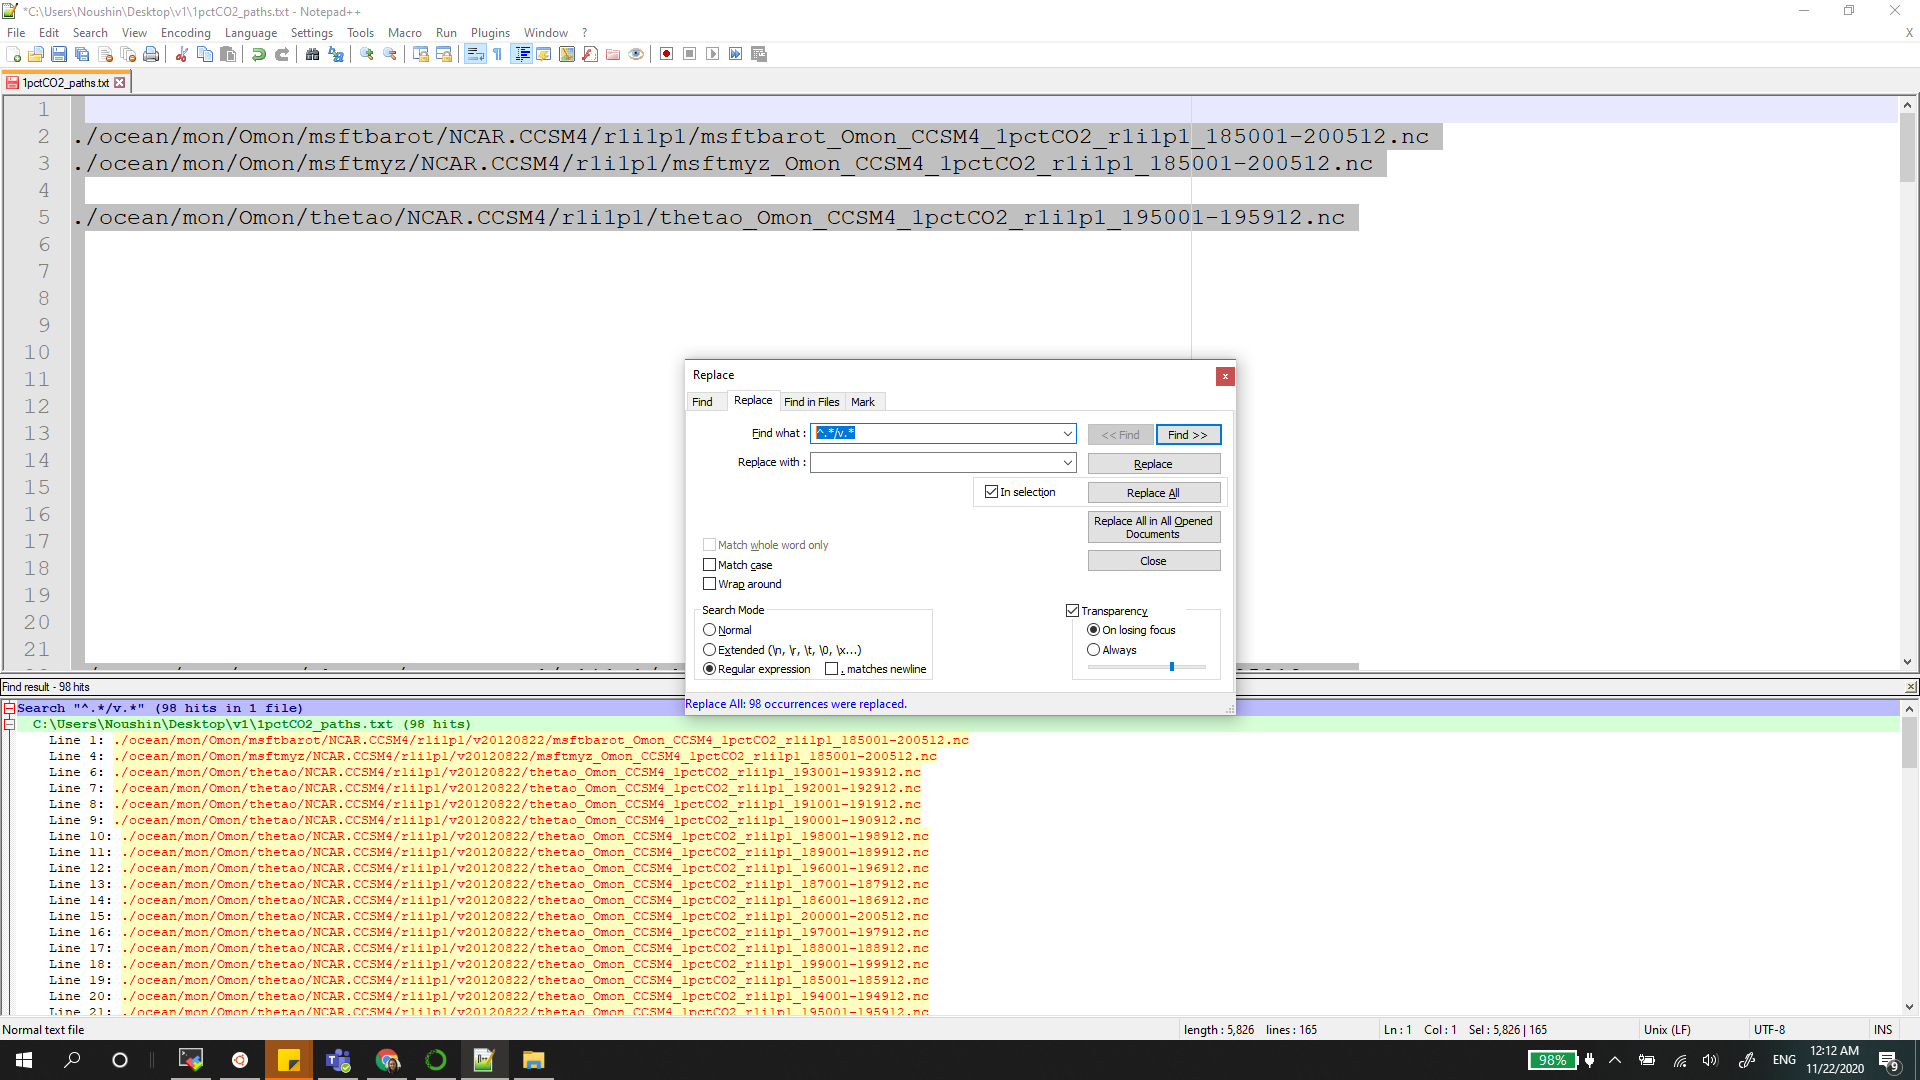 *C:\Users\Noushin\Desktop\v1\1pctCO2_paths.txt - Notepad++
File Edit Search View Encoding Language Settings Tools Macro Run Plugins Window ? X
1pctCO2_paths.txt
1
2 ./ocean/mon/Omon/msftbarot/NCAR.CCSM4/r1i1p1/msftbarot_Omon_CCSM4_1pctCO2_r1i1p1_185001-200512.nc
3 ./ocean/mon/Omon/msftmyz/NCAR.CCSM4/r1i1p1/msftmyz_Omon_CCSM4_1pctCO2_r1i1p1_185001-200512.nc
4
5 ./ocean/mon/Omon/thetao/NCAR.CCSM4/r1i1p1/thetao_Omon_CCSM4_1pctCO2_r1i1p1_195001-195912.nc
6
7
8
9
10
11
12
13
14
15
16
17
18
19
20
21
Replace
Find Replace Find in Files Mark
Find what : ^.*/v.* << Find Find >>
Replace with : Replace
In selection Replace All
Replace All in All Opened
Documents
Match whole word only
Close
Match case
Wrap around
Search Mode Transparency
Normal On losing focus
Extended (\n, \r, \t, \0, \x...) Always
Regular expression . matches newline
Replace All: 98 occurrences were replaced.
Find result - 98 hits
Search "^.*/v.*" (98 hits in 1 file)
C:\Users\Noushin\Desktop\v1\1pctCO2_paths.txt (98 hits)
Line 1: ./ocean/mon/Omon/msftbarot/NCAR.CCSM4/r1i1p1/v20120822/msftbarot_Omon_CCSM4_1pctCO2_r1i1p1_185001-200512.nc
Line 4: ./ocean/mon/Omon/msftmyz/NCAR.CCSM4/r1i1p1/v20120822/msftmyz_Omon_CCSM4_1pctCO2_r1i1p1_185001-200512.nc
Line 6: ./ocean/mon/Omon/thetao/NCAR.CCSM4/r1i1p1/v20120822/thetao_Omon_CCSM4_1pctCO2_r1i1p1_193001-193912.nc
Line 7: ./ocean/mon/Omon/thetao/NCAR.CCSM4/r1i1p1/v20120822/thetao_Omon_CCSM4_1pctCO2_r1i1p1_192001-192912.nc
Line 8: ./ocean/mon/Omon/thetao/NCAR.CCSM4/r1i1p1/v20120822/thetao_Omon_CCSM4_1pctCO2_r1i1p1_191001-191912.nc
Line 9: ./ocean/mon/Omon/thetao/NCAR.CCSM4/r1i1p1/v20120822/thetao_Omon_CCSM4_1pctCO2_r1i1p1_190001-190912.nc
Line 10: ./ocean/mon/Omon/thetao/NCAR.CCSM4/r1i1p1/v20120822/thetao_Omon_CCSM4_1pctCO2_r1i1p1_198001-198912.nc
Line 11: ./ocean/mon/Omon/thetao/NCAR.CCSM4/r1i1p1/v20120822/thetao_Omon_CCSM4_1pctCO2_r1i1p1_189001-189912.nc
Line 12: ./ocean/mon/Omon/thetao/NCAR.CCSM4/r1i1p1/v20120822/thetao_Omon_CCSM4_1pctCO2_r1i1p1_196001-196912.nc
Line 13: ./ocean/mon/Omon/thetao/NCAR.CCSM4/r1i1p1/v20120822/thetao_Omon_CCSM4_1pctCO2_r1i1p1_187001-187912.nc
Line 14: ./ocean/mon/Omon/thetao/NCAR.CCSM4/r1i1p1/v20120822/thetao_Omon_CCSM4_1pctCO2_r1i1p1_186001-186912.nc
Line 15: ./ocean/mon/Omon/thetao/NCAR.CCSM4/r1i1p1/v20120822/thetao_Omon_CCSM4_1pctCO2_r1i1p1_200001-200512.nc
Line 16: ./ocean/mon/Omon/thetao/NCAR.CCSM4/r1i1p1/v20120822/thetao_Omon_CCSM4_1pctCO2_r1i1p1_197001-197912.nc
Line 17: ./ocean/mon/Omon/thetao/NCAR.CCSM4/r1i1p1/v20120822/thetao_Omon_CCSM4_1pctCO2_r1i1p1_188001-188912.nc
Line 18: ./ocean/mon/Omon/thetao/NCAR.CCSM4/r1i1p1/v20120822/thetao_Omon_CCSM4_1pctCO2_r1i1p1_199001-199912.nc
Line 19: ./ocean/mon/Omon/thetao/NCAR.CCSM4/r1i1p1/v20120822/thetao_Omon_CCSM4_1pctCO2_r1i1p1_185001-185912.nc
Line 20: ./ocean/mon/Omon/thetao/NCAR.CCSM4/r1i1p1/v20120822/thetao_Omon_CCSM4_1pctCO2_r1i1p1_194001-194912.nc
Line 21: ./ocean/mon/Omon/thetao/NCAR.CCSM4/r1i1p1/v20120822/thetao_Omon_CCSM4_1pctCO2_r1i1p1_195001-195912.nc
Normal text file length : 5,826 lines : 165 Ln : 1 Col : 1 Sel : 5,826 | 165 Unix (LF) UTF-8 INS
98% ENG 12:12 AM
11/22/2020 9